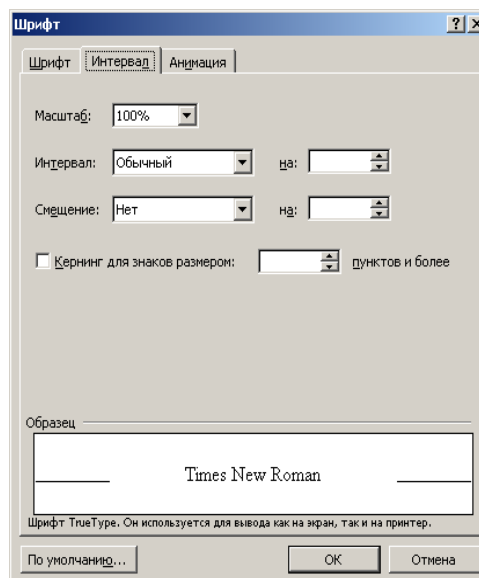 Шрифт
Шрифт Интервал Анимация
Масштаб: 100%
Интервал: Обычный на:
Смещение: Нет на:
Кернинг для знаков размером: пунктов и более
Образец
Times New Roman
Шрифт TrueType. Он используется для вывода как на экран, так и на принтер.
По умолчанию... ОК Отмена